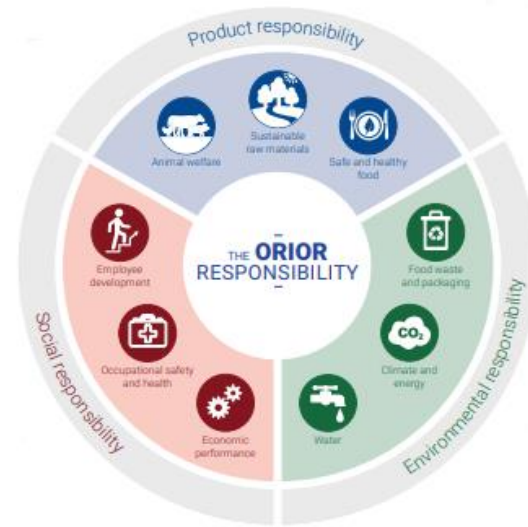 Product responsibility
Animal welfare
Sustainable
raw materials
Safe and healthy
food
THE ORIOR
RESPONSIBILITY
Employee
development
Occupational safety
and health
Economic
performance
Social responsibility
Food waste
and packaging
CO₂
Climate and
energy
Water
Environmental responsibility